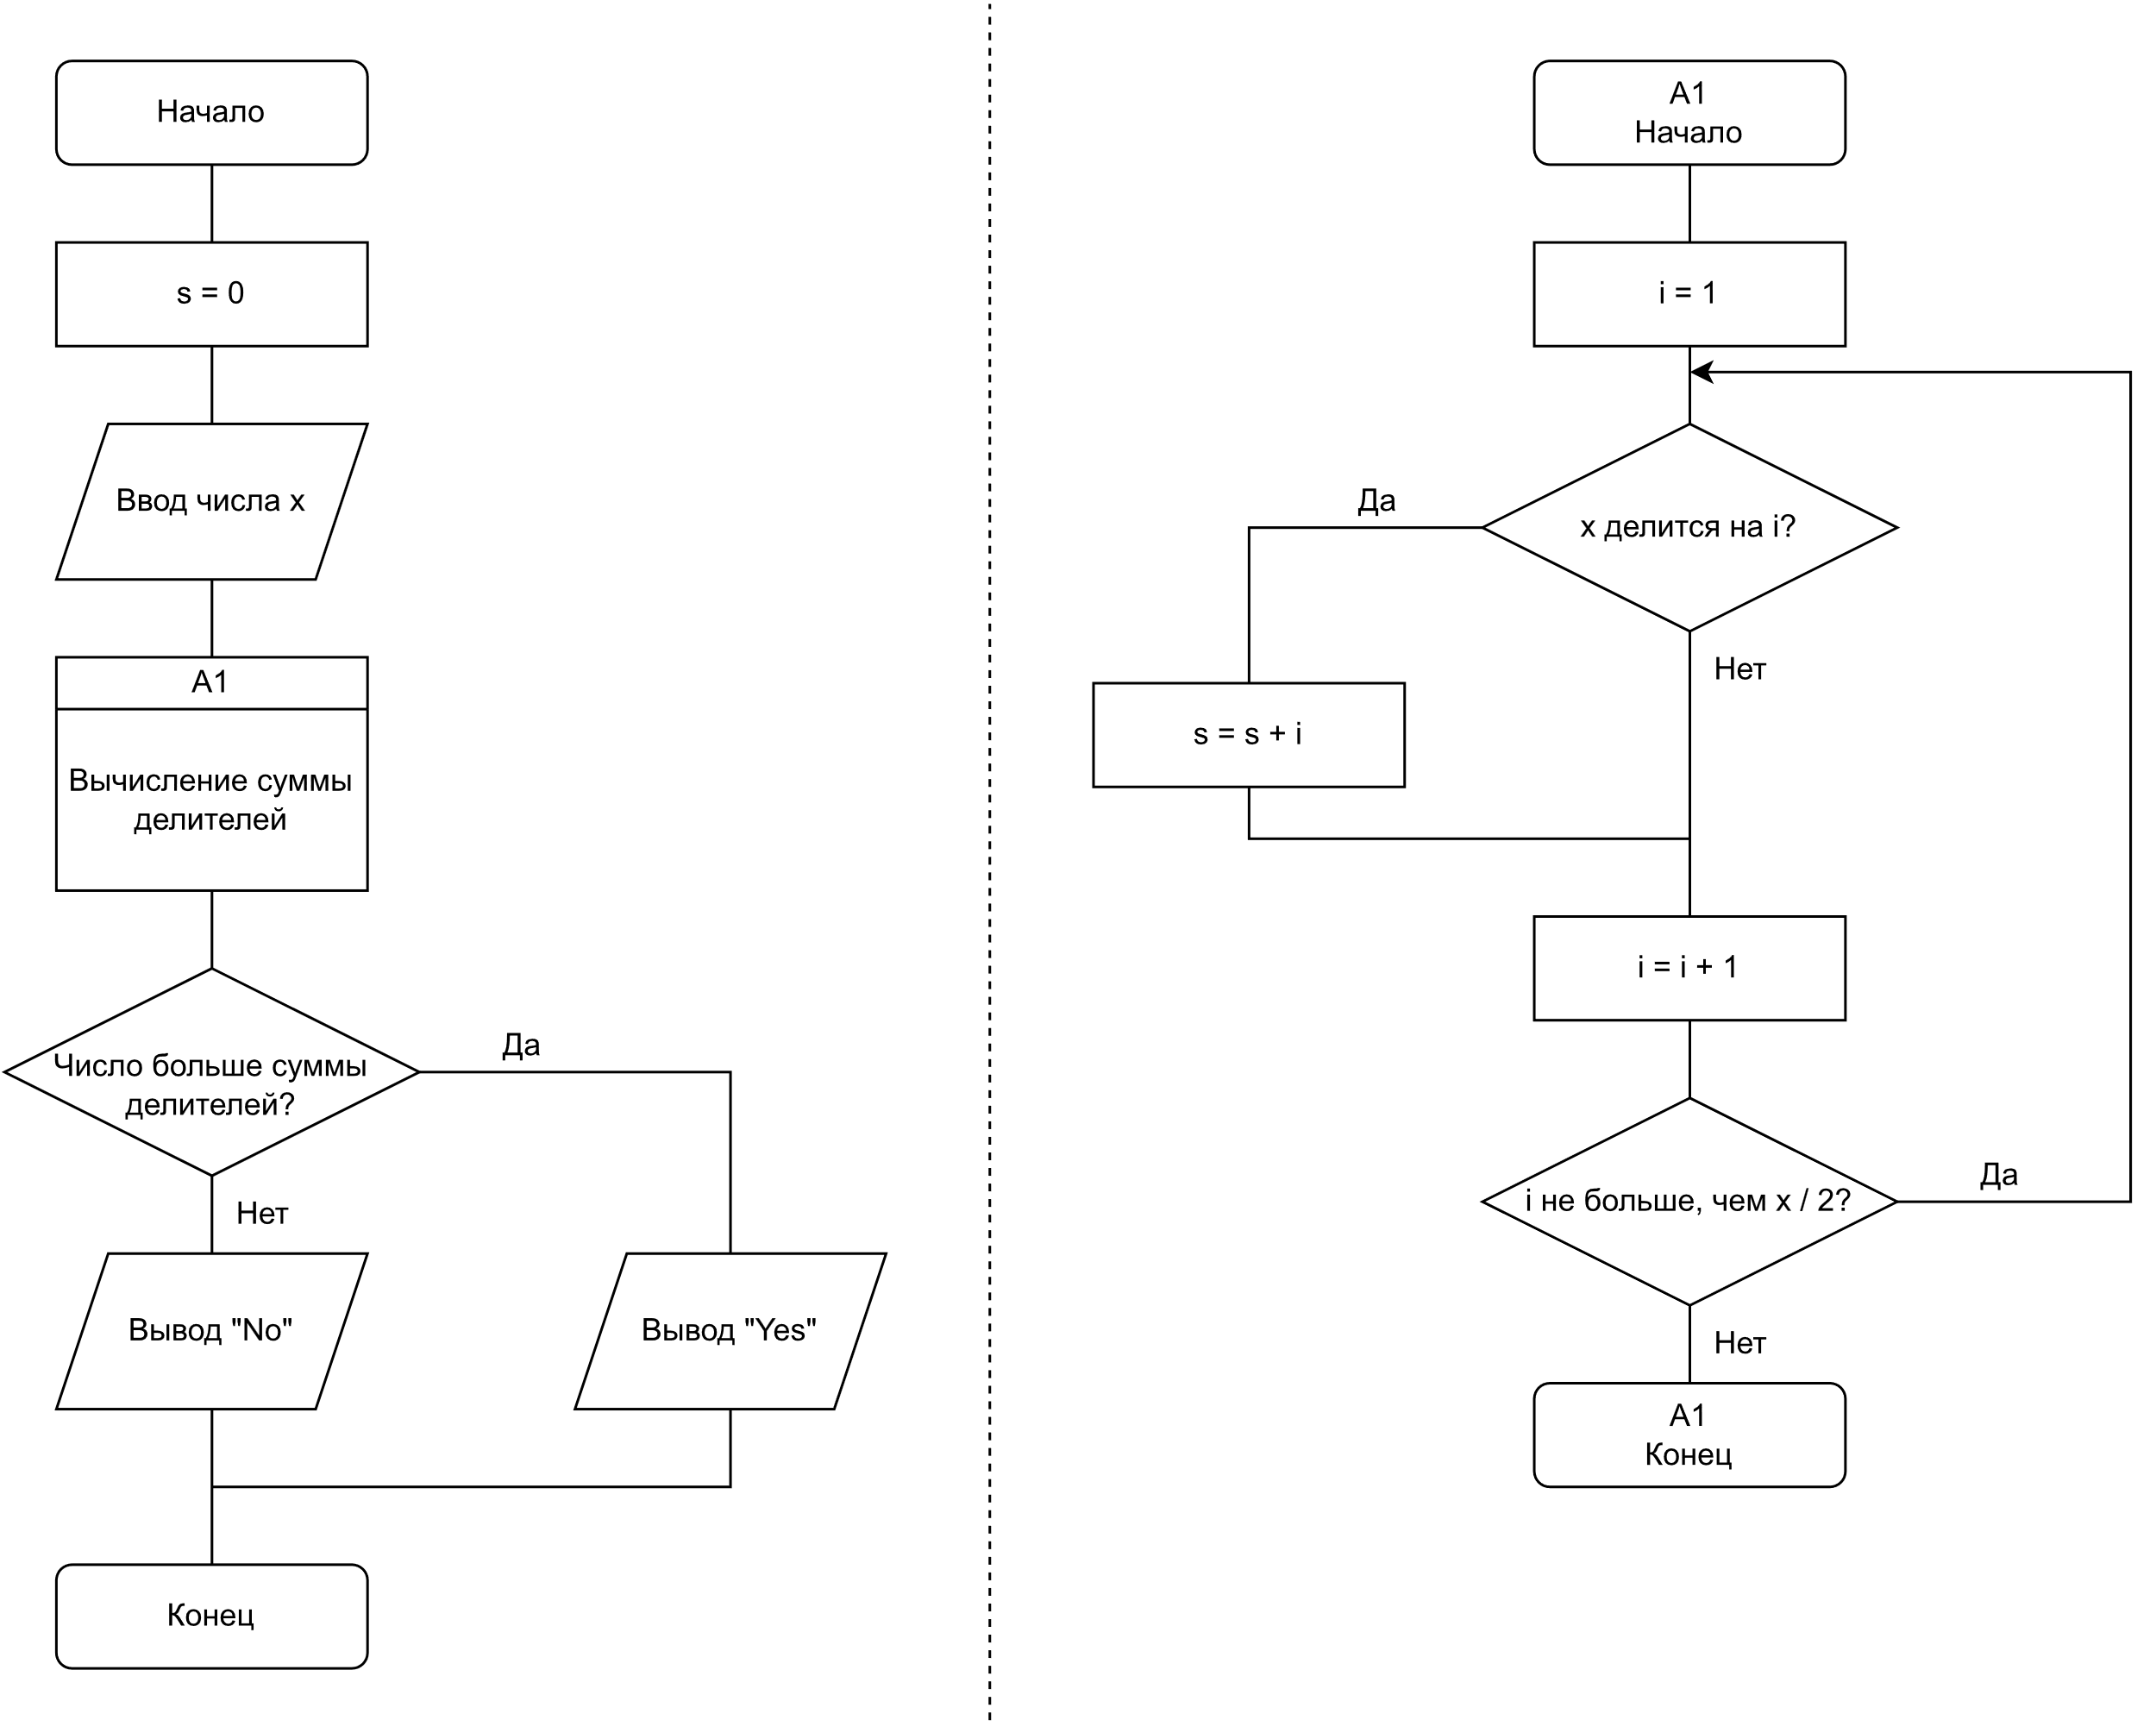 Начало
s = 0
Ввод числа x
A1
Вычисление суммы
делителей
Число больше суммы
делителей?
Да
Нет
Вывод "No"
Вывод "Yes"
Конец
A1
Начало
i = 1
x делится на i?
Да
Нет
s = s + i
i = i + 1
i не больше, чем x / 2?
Да
Нет
A1
Конец